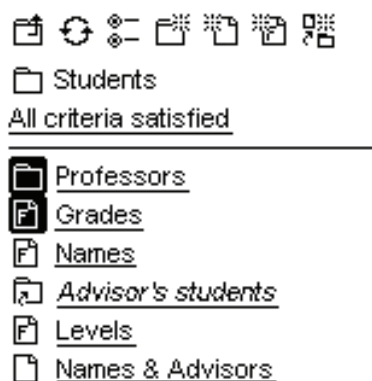 Students
All criteria satisfied
Professors
F Grades
F Names
Advisor's students
F Levels
Names & Advisors